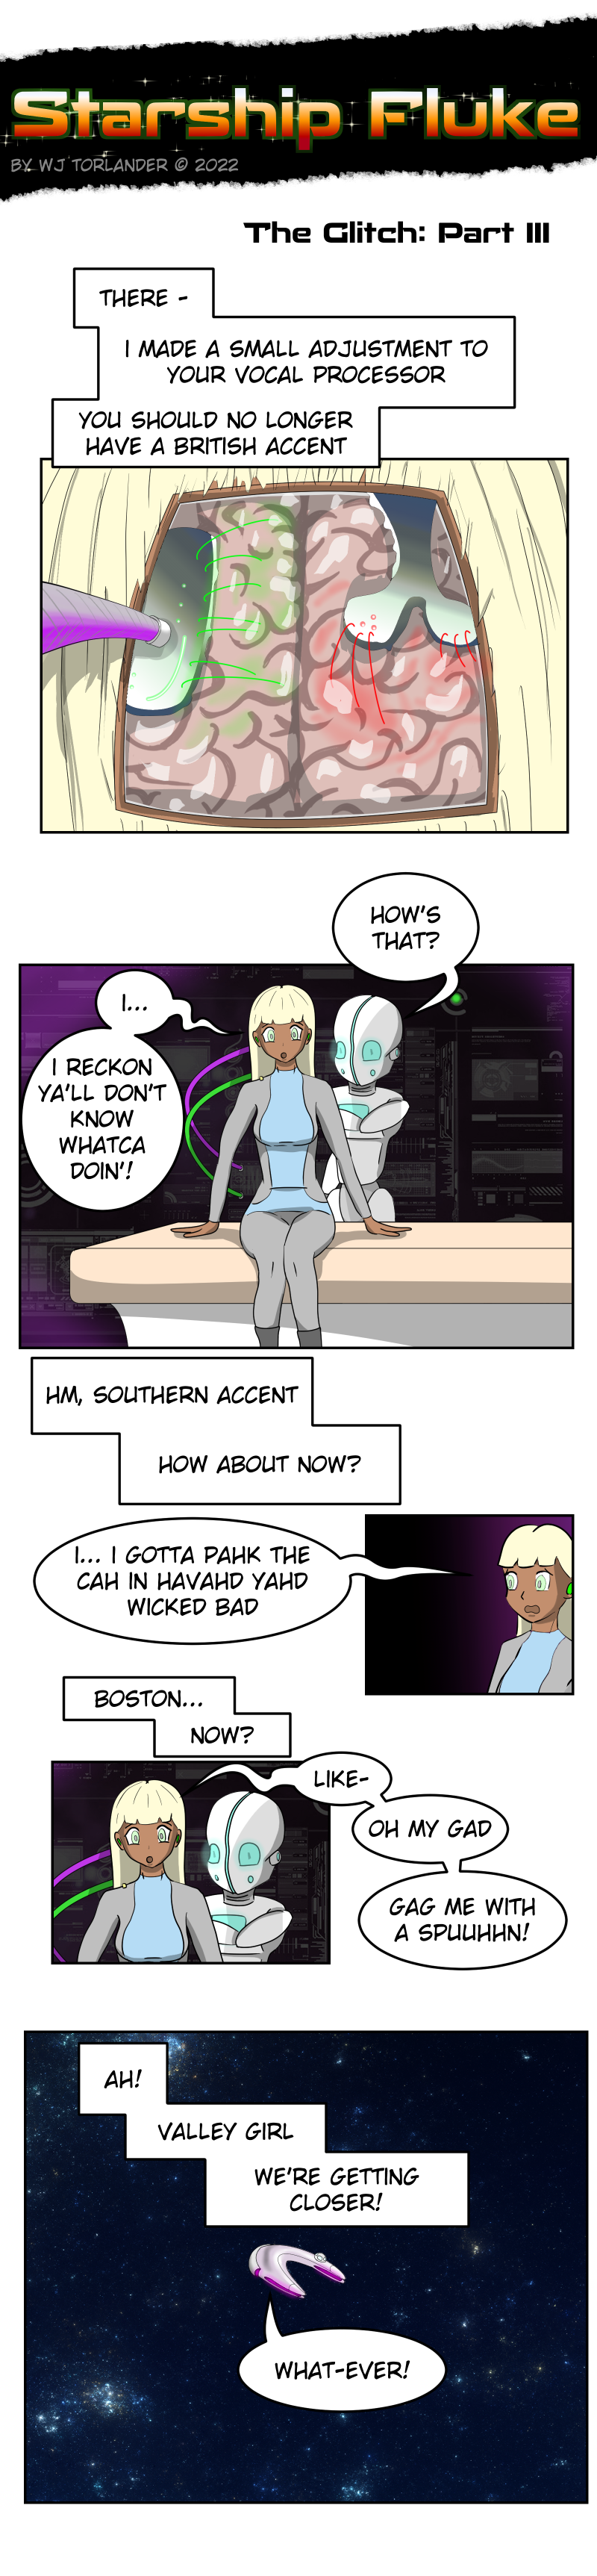 Starship Fluke
BY WJ TORLANDER © 2022
The Glitch: Part III
THERE -
I MADE A SMALL ADJUSTMENT TO
YOUR VOCAL PROCESSOR
YOU SHOULD NO LONGER
HAVE A BRITISH ACCENT
HOW'S
THAT?
I...
I RECKON
YA'LL DON'T
KNOW
WHATCA
DOIN'!
HM, SOUTHERN ACCENT
HOW ABOUT NOW?
I... I GOTTA PAHK THE
CAH IN HAVAHD YAHD
WICKED BAD
BOSTON...
NOW?
LIKE-
OH MY GAD
GAG ME WITH
A SPUUHHN!
AH!
VALLEY GIRL
WE'RE GETTING
CLOSER!
WHAT-EVER!